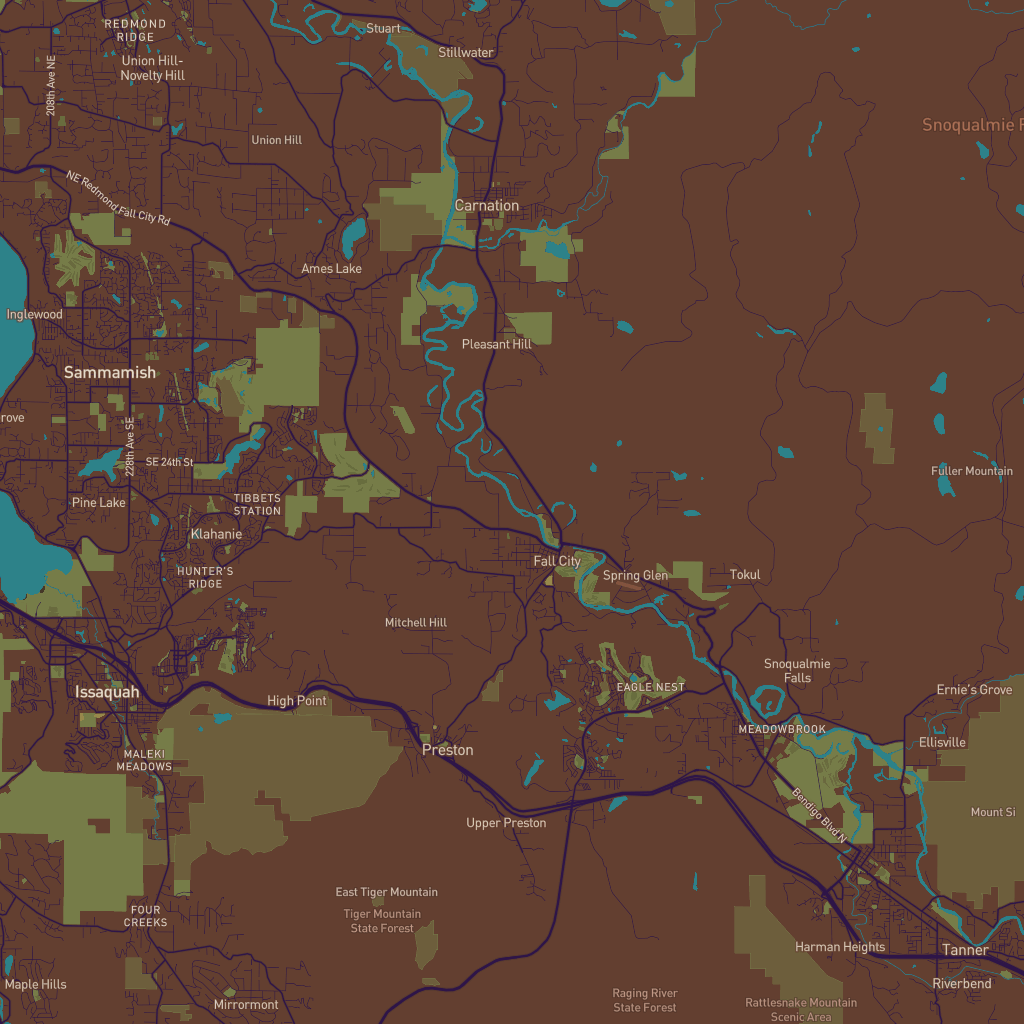 REDMOND
RIDGE
Stuart
Stillwater
Union Hill-
Novelty Hill
208th Ave NE
Union Hill
Snoqualmie
NE Redmond Fall City Rd
Carnation
Ames Lake
Inglewood
Pleasant Hill
Sammamish
rove
228th Ave SE
SE 24th St
Fuller Mountain
Pine Lake
TIBBETS
STATION
Klahanie
Fall City
HUNTER'S
RIDGE
Spring Glen
Tokul
Mitchell Hill
Snoqualmie
Falls
Issaquah
High Point
EAGLE NEST
Ernie's Grove
MEADOWBROOK
Ellisville
Preston
MALEKI
MEADOWS
Bendigo Blvd N
Mount Si
Upper Preston
East Tiger Mountain
Tiger Mountain
State Forest
FOUR
CREEKS
Harman Heights
Tanner
Maple Hills
Mirrormont
Riverbend
Raging River
State Forest
Rattlesnake Mountain
Scenic Area